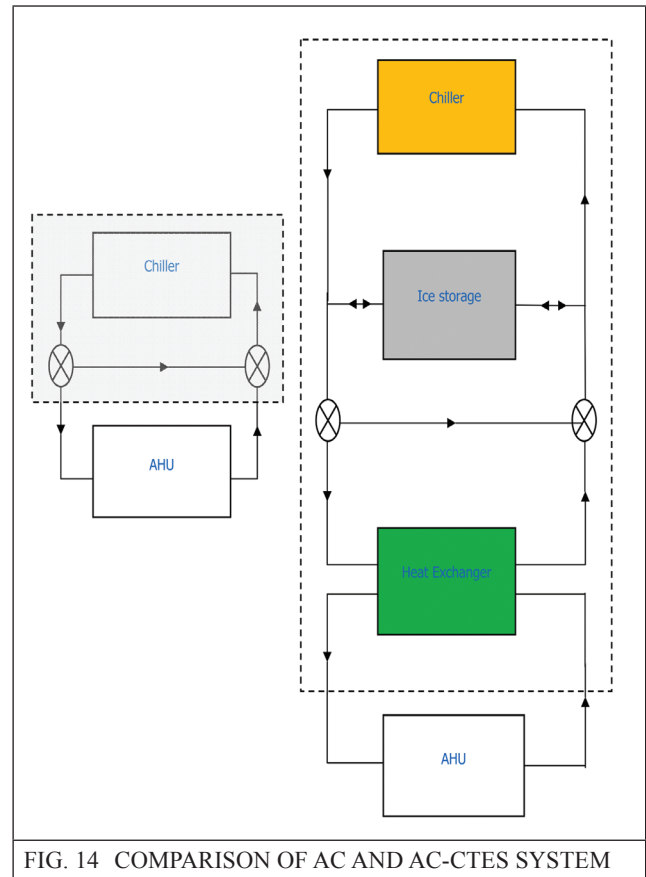 Chiller
Ice storage
Heat Exchanger
AHU
Chiller
AHU
FIG. 14 COMPARISON OF AC AND AC-CTES SYSTEM